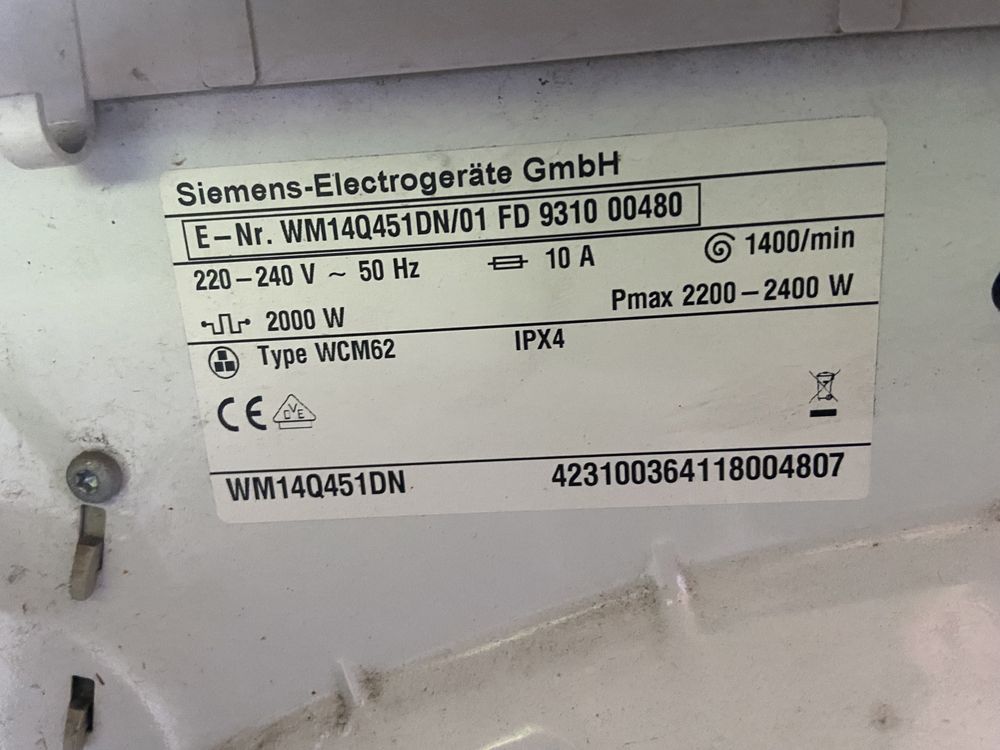 Siemens-Electrogeräte GmbH
E-Nr. WM14Q451DN/01 FD 9310 00480
220-240 V ~ 50 Hz 10 A 1400/min
2000 W Pmax 2200-2400 W
Type WCM62 IPX4
CE OVE
WM14Q451DN 423100364118004807